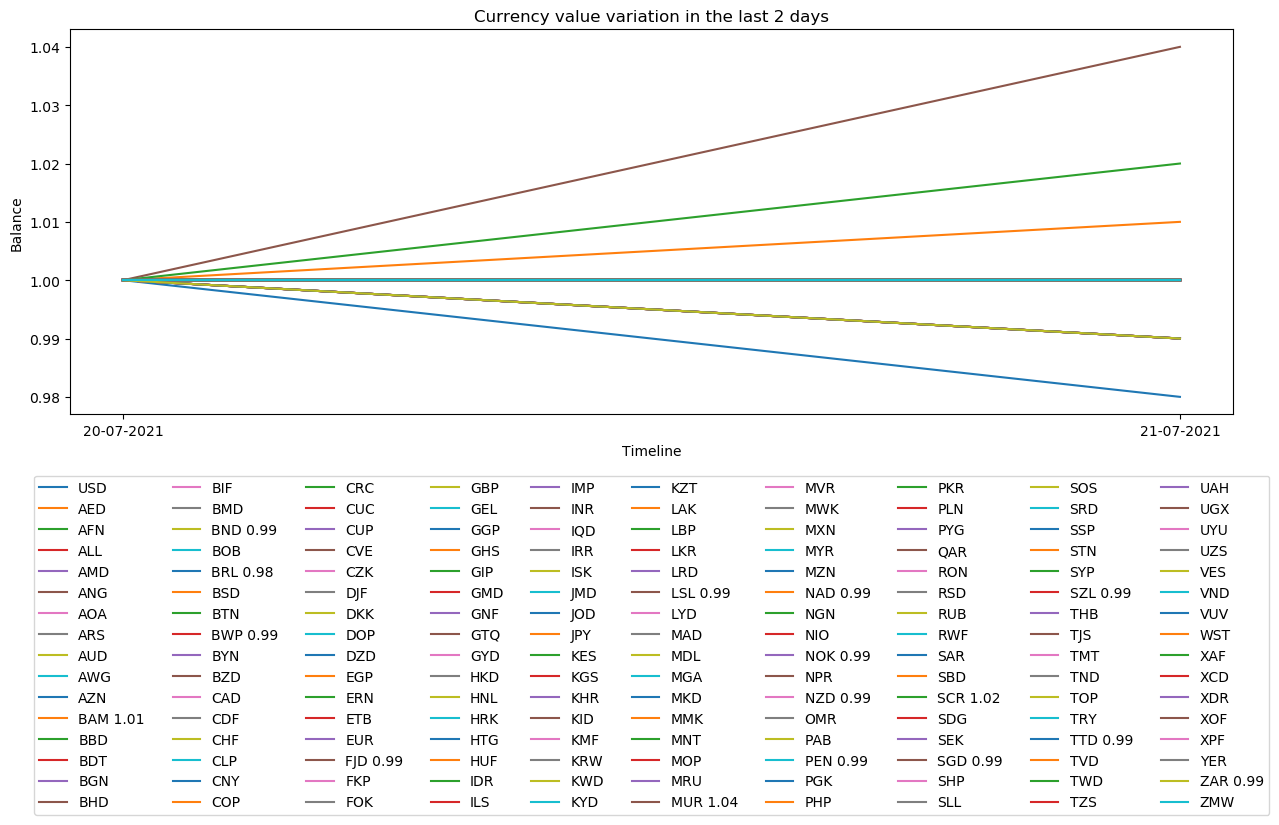 Currency value variation in the last 2 days
1.04
1.03
1.02
1.01
1.00
0.99
0.98
Balance
20-07-2021 21-07-2021
Timeline
USD BIF CRC GBP IMP KZT MVR PKR SOS UAH
AED BMD CUC GEL INR LAK MWK PLN SRD UGX
AFN BND 0.99 CUP GGP IQD LBP MXN PYG SSP UYU
ALL BOB CVE GHS IRR LKR MYR QAR STN UZS
AMD BRL 0.98 CZK GIP ISK LRD MZN RON SYP VES
ANG BSD DJF GMD JMD LSL 0.99 NAD 0.99 RSD SZL 0.99 VND
AOA BTN DKK GNF JOD LYD NGN RUB THB VUV
ARS BWP 0.99 DOP GTQ JPY MAD NIO RWF TJS WST
AUD BYN DZD GYD KES MDL NOK 0.99 SAR TMT XAF
AWG BZD EGP HKD KGS MGA NPR SBD TND XCD
AZN CAD ERN HNL KHR MKD NZD 0.99 SCR 1.02 TOP XDR
BAM 1.01 CDF ETB HRK KID MMK OMR SDG TRY XOF
BBD CHF EUR HTG KMF MNT PAB SEK TTD 0.99 XPF
BDT CLP FJD 0.99 HUF KRW MOP PEN 0.99 SGD 0.99 TVD YER
BGN CNY FKP IDR KWD MRU PGK SHP TWD ZAR 0.99
BHD COP FOK ILS KYD MUR 1.04 PHP SLL TZS ZMW